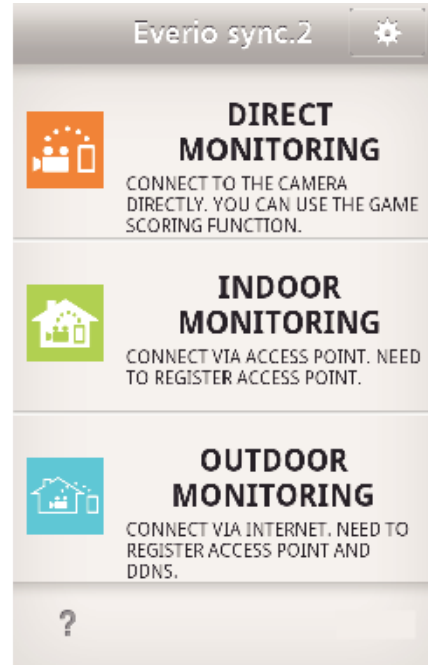 Everio sync.2
DIRECT
MONITORING
CONNECT TO THE CAMERA
DIRECTLY. YOU CAN USE THE GAME
SCORING FUNCTION.
INDOOR
MONITORING
CONNECT VIA ACCESS POINT. NEED
TO REGISTER ACCESS POINT.
OUTDOOR
MONITORING
CONNECT VIA INTERNET. NEED TO
REGISTER ACCESS POINT AND
DDNS.
?